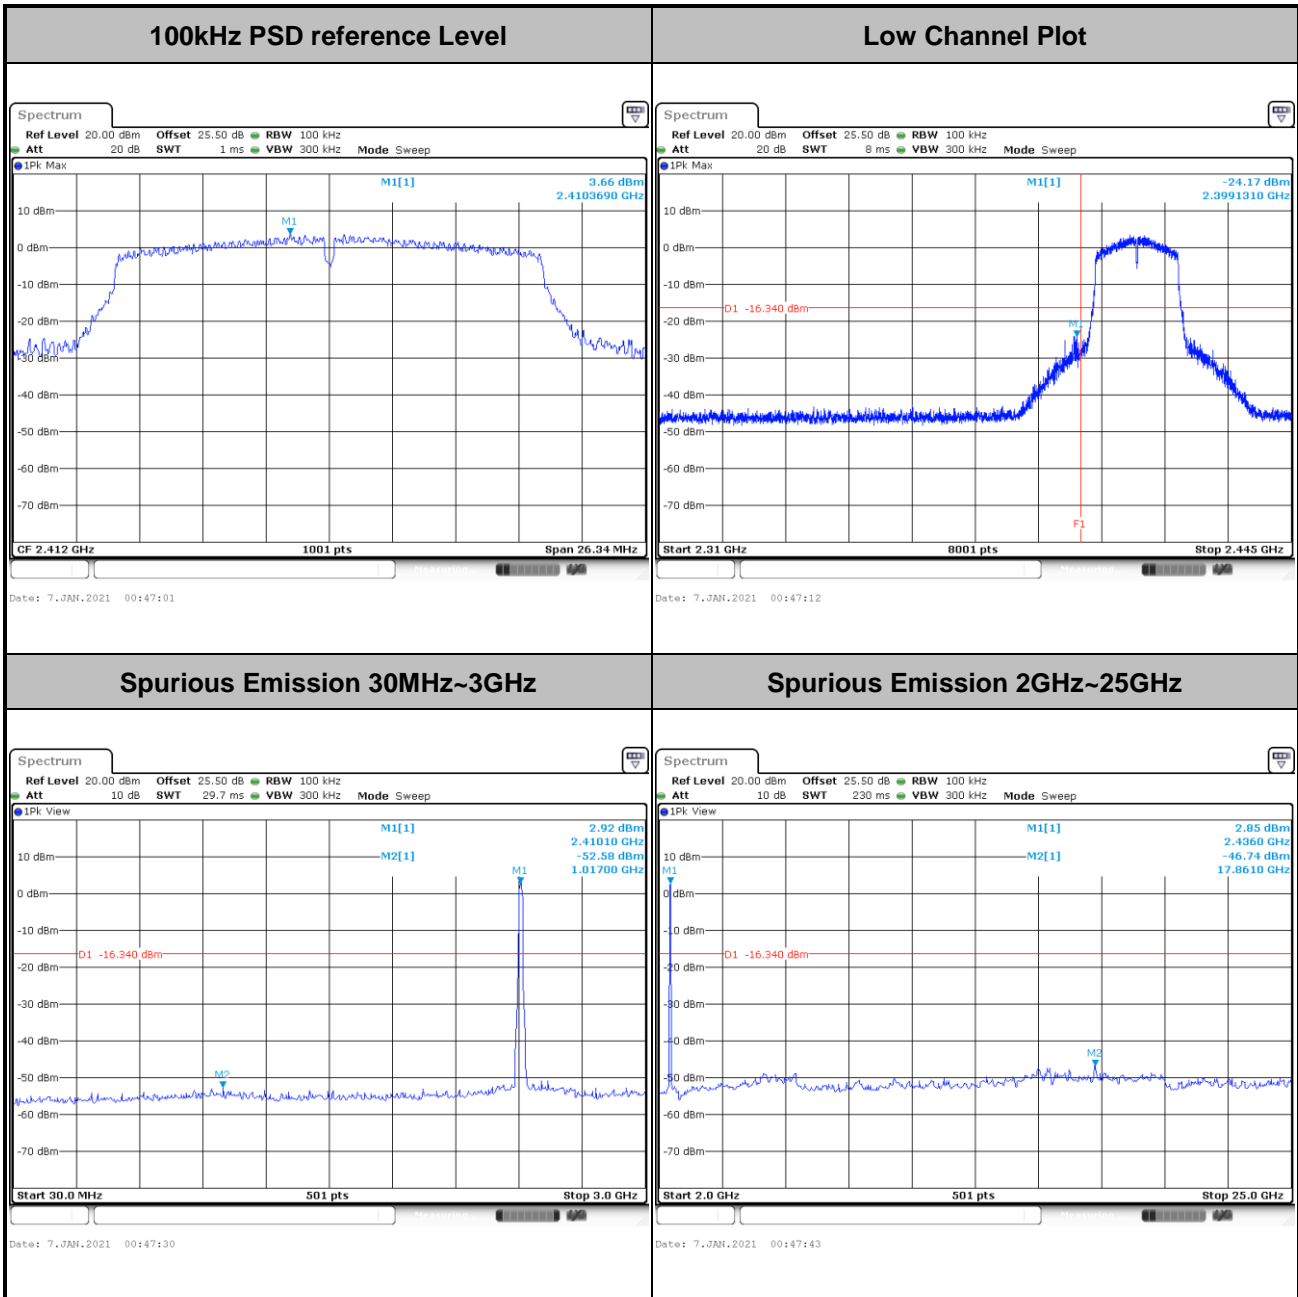 100kHz PSD reference Level
Spectrum
Ref Level 20.00 dBm Offset 25.50 dB RBW 100 kHz
Att 20 dB SWT 1 ms VBW 300 kHz Mode Sweep
1Pk Max
M1[1] 3.66 dBm
2.4103690 GHz
M1
10 dBm
0 dBm
-10 dBm
-20 dBm
-30 dBm
-40 dBm
-50 dBm
-60 dBm
-70 dBm
CF 2.412 GHz 1001 pts Span 26.34 MHz
Measuring
Date: 7.JAN.2021 00:47:01
Low Channel Plot
Spectrum
Ref Level 20.00 dBm Offset 25.50 dB RBW 100 kHz
Att 20 dB SWT 8 ms VBW 300 kHz Mode Sweep
1Pk Max
M1[1] -24.17 dBm
2.3991310 GHz
10 dBm
0 dBm
-10 dBm
D1 -16.340 dBm
-20 dBm
M1
-30 dBm
-40 dBm
-50 dBm
-60 dBm
-70 dBm
F1
Start 2.31 GHz 8001 pts Stop 2.445 GHz
Measuring
Date: 7.JAN.2021 00:47:12
Spurious Emission 30MHz~3GHz
Spectrum
Ref Level 20.00 dBm Offset 25.50 dB RBW 100 kHz
Att 10 dB SWT 29.7 ms VBW 300 kHz Mode Sweep
1Pk View
M1[1] 2.92 dBm
2.41010 GHz
M2[1] -52.58 dBm
1.01700 GHz
10 dBm
M1
0 dBm
-10 dBm
D1 -16.340 dBm
-20 dBm
-30 dBm
-40 dBm
-50 dBm
M2
-60 dBm
-70 dBm
Start 30.0 MHz 501 pts Stop 3.0 GHz
Measuring
Date: 7.JAN.2021 00:47:30
Spurious Emission 2GHz~25GHz
Spectrum
Ref Level 20.00 dBm Offset 25.50 dB RBW 100 kHz
Att 10 dB SWT 230 ms VBW 300 kHz Mode Sweep
1Pk View
M1[1] 2.85 dBm
2.4360 GHz
M2[1] -46.74 dBm
17.8610 GHz
10 dBm
M1
0 dBm
-10 dBm
D1 -16.340 dBm
-20 dBm
-30 dBm
-40 dBm
M2
-50 dBm
-60 dBm
-70 dBm
Start 2.0 GHz 501 pts Stop 25.0 GHz
Measuring
Date: 7.JAN.2021 00:47:43